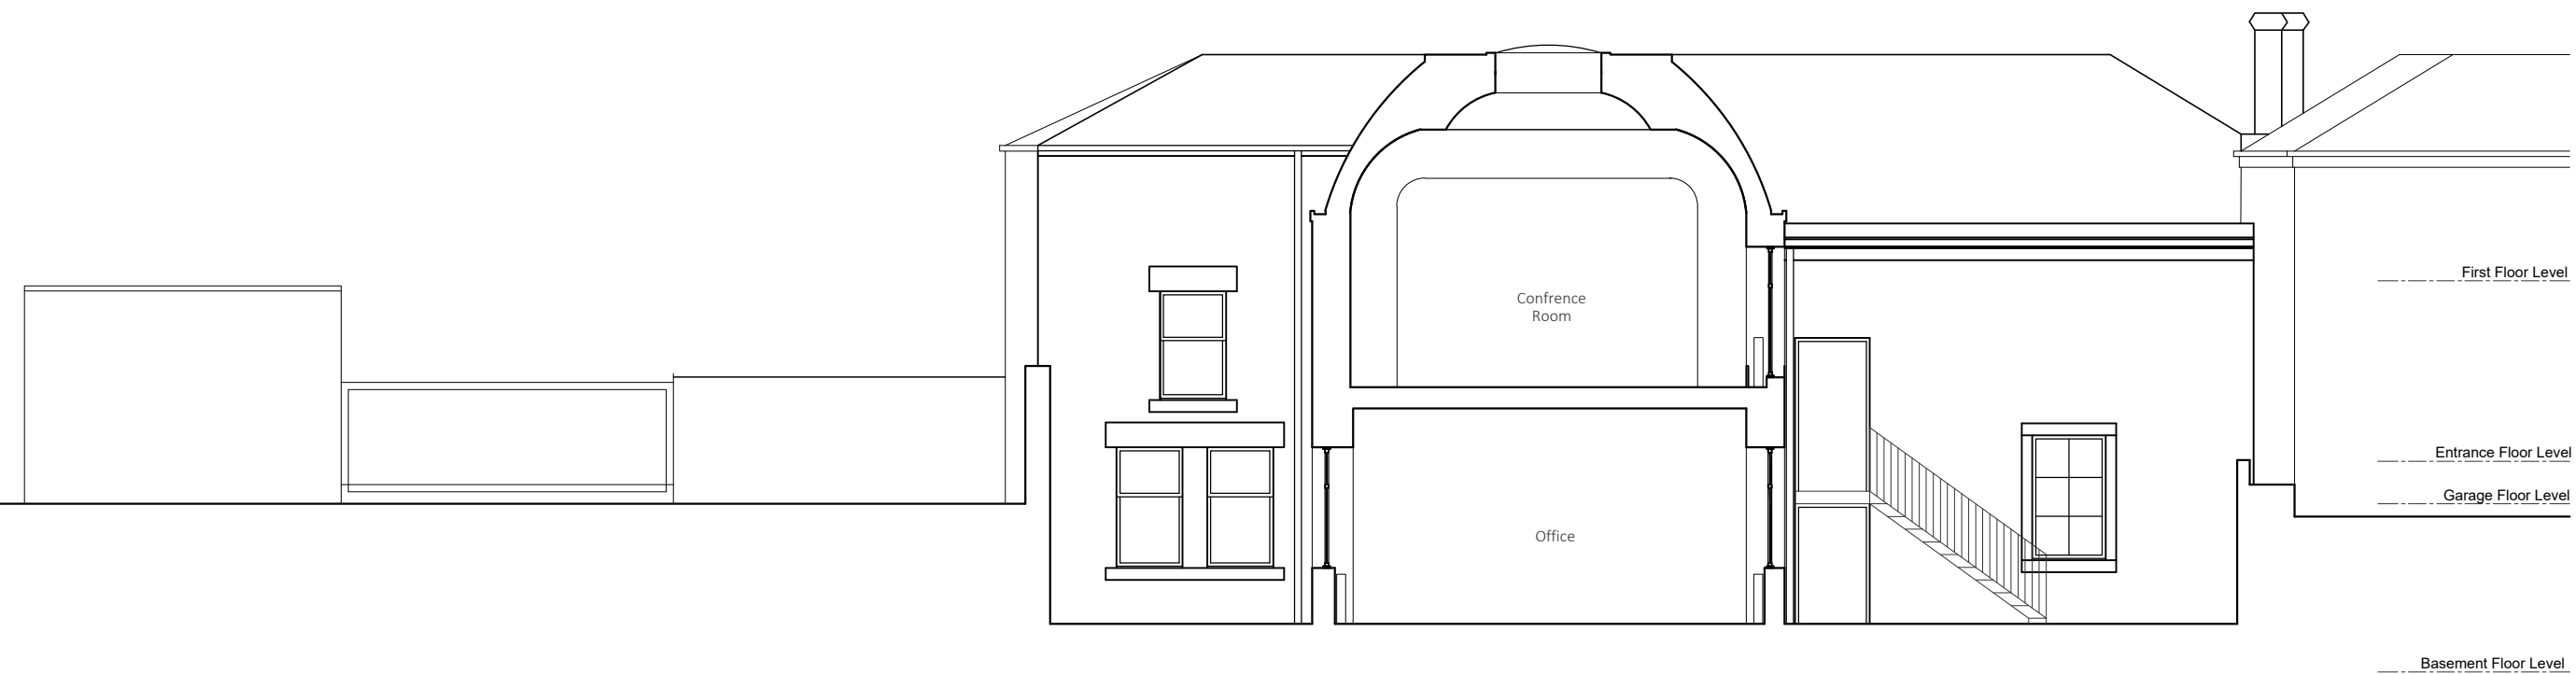 First Floor Level
Confrence
Room
Entrance Floor Level
Garage Floor Level
Office
Basement Floor Level